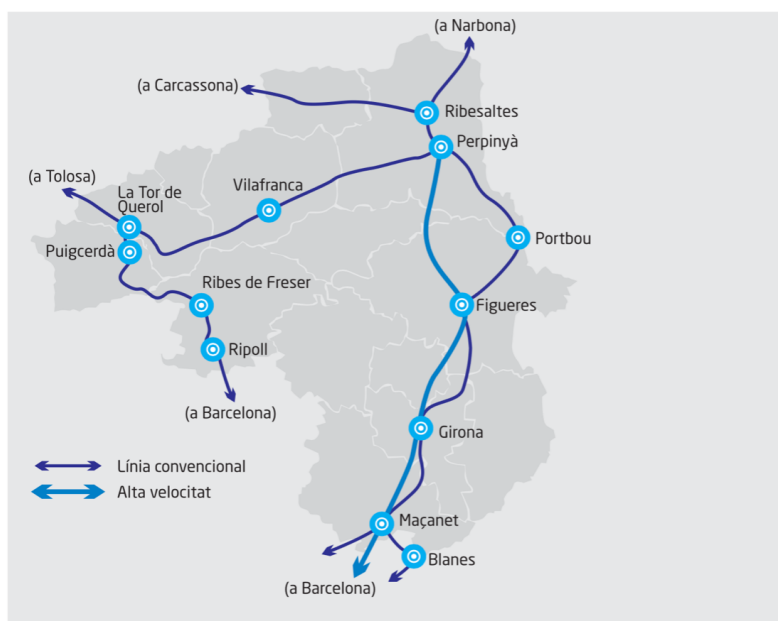 (a Narbona)
(a Carcassona)
Ribesaltes
Perpinyà
(a Tolosa)
La Tor de
Querol
Vilafranca
Puigcerdà
Portbou
Ribes de Freser
Figueres
Ripoll
(a Barcelona)
Girona
Línia convencional
Alta velocitat
Maçanet
Blanes
(a Barcelona)